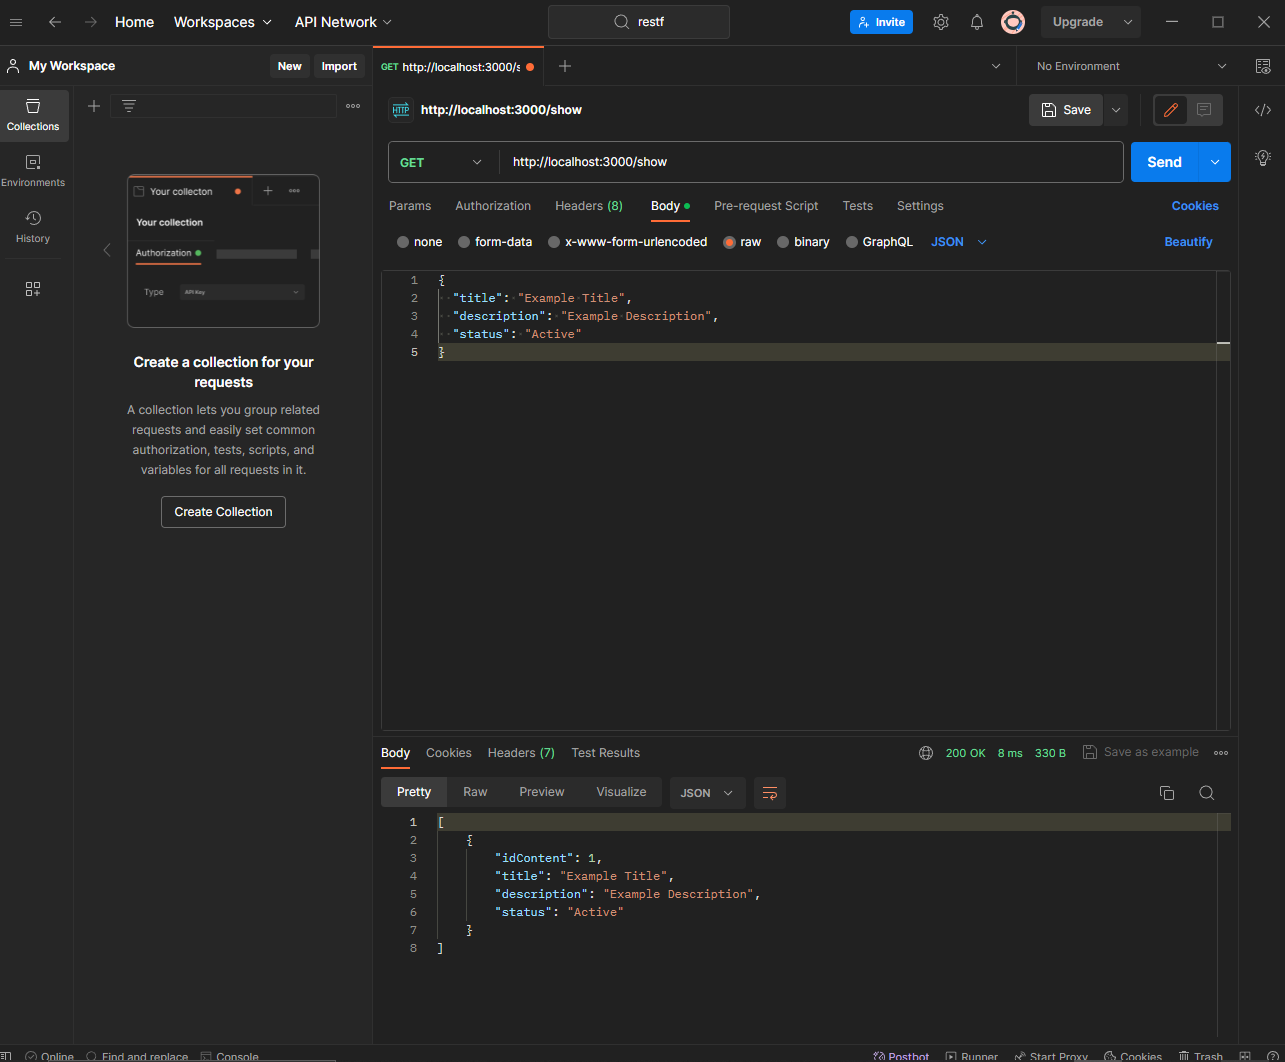 Home Workspaces API Network restf Invite Upgrade
My Workspace New Import
GET http://localhost:3000/s No Environment
Collections
Environments
History
Your collecton
Your collection
Authorization
Type API Key
Create a collection for your
requests
A collection lets you group related
requests and easily set common
authorization, tests, scripts, and
variables for all requests in it.
Create Collection
HTTP http://localhost:3000/show Save
GET http://localhost:3000/show Send
Params Authorization Headers (8) Body Pre-request Script Tests Settings Cookies
none form-data x-www-form-urlencoded raw binary GraphQL JSON Beautify
1 {
2 "title": "Example Title",
3 "description": "Example Description",
4 "status": "Active"
5 }
Body Cookies Headers (7) Test Results 200 OK 8 ms 330 B Save as example
Pretty Raw Preview Visualize JSON
1 [
2 {
3 "idContent": 1,
4 "title": "Example Title",
5 "description": "Example Description",
6 "status": "Active"
7 }
8 ]
Online Find and replace Console Postbot Runner Start Proxy Cookies Trash